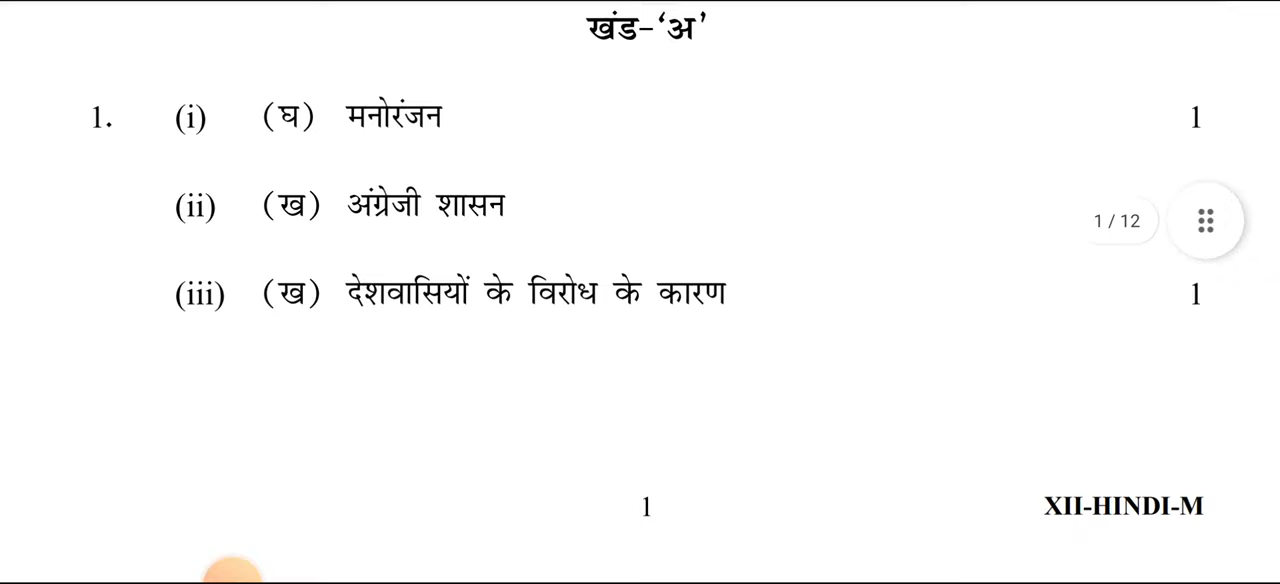 खंड-‘अ’
1. (i) (घ) मनोरंजन 1
(ii) (ख) अंग्रेजी शासन
1 / 12
(iii) (ख) देशवासियों के विरोध के कारण 1
1 XII-HINDI-M